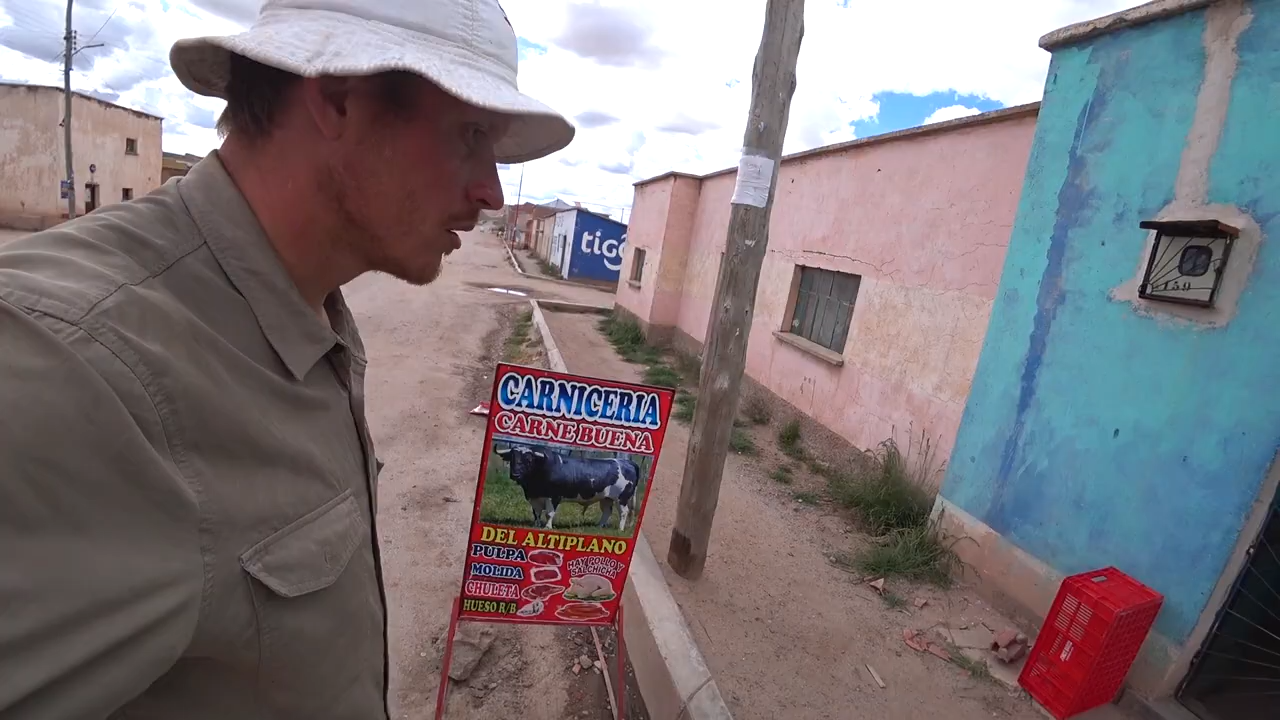 tigo
CARNICERIA
CARNE BUENA
DEL ALTIPLANO
PULPA
MOLIDA
CHULETA
HUESO R/B
HAY POLLO Y
SALCHICHA
159